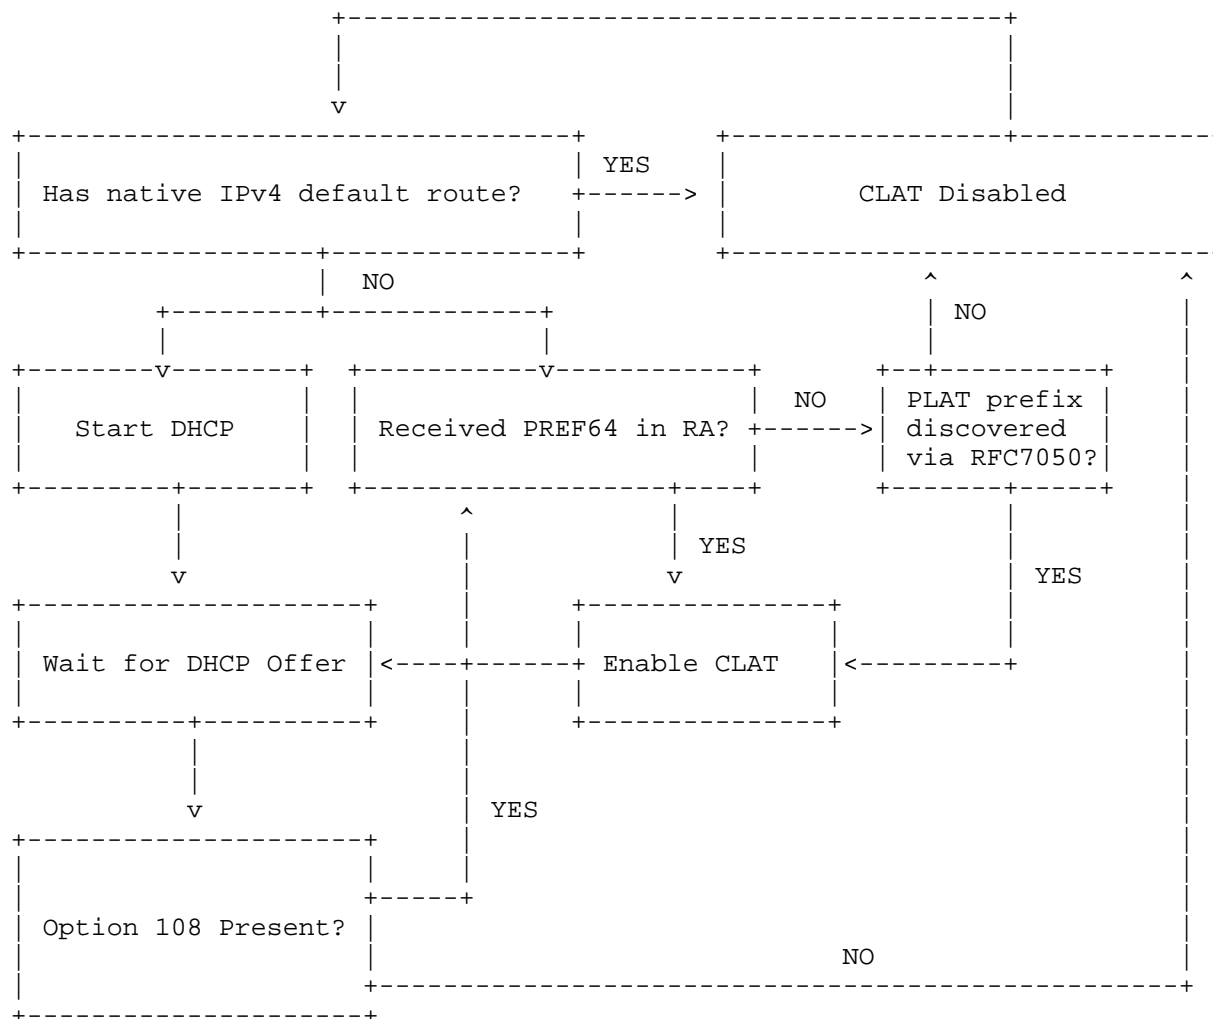 YES
Has native IPv4 default route?
CLAT Disabled
NO
NO
PLAT prefix
NO
Start DHCP
Received PREF64 in RA?
discovered
via RFC7050?
YES
YES
Wait for DHCP Offer
Enable CLAT
YES
Option 108 Present?
NO